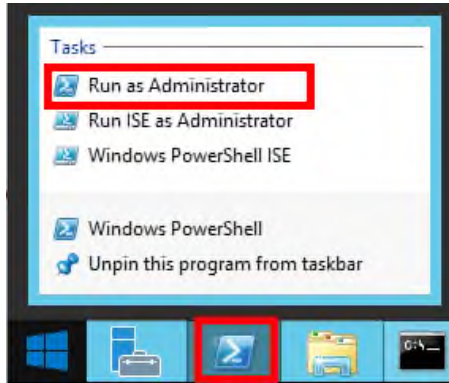 Tasks
Run as Administrator
Run ISE as Administrator
Windows PowerShell ISE
Windows PowerShell
Unpin this program from taskbar